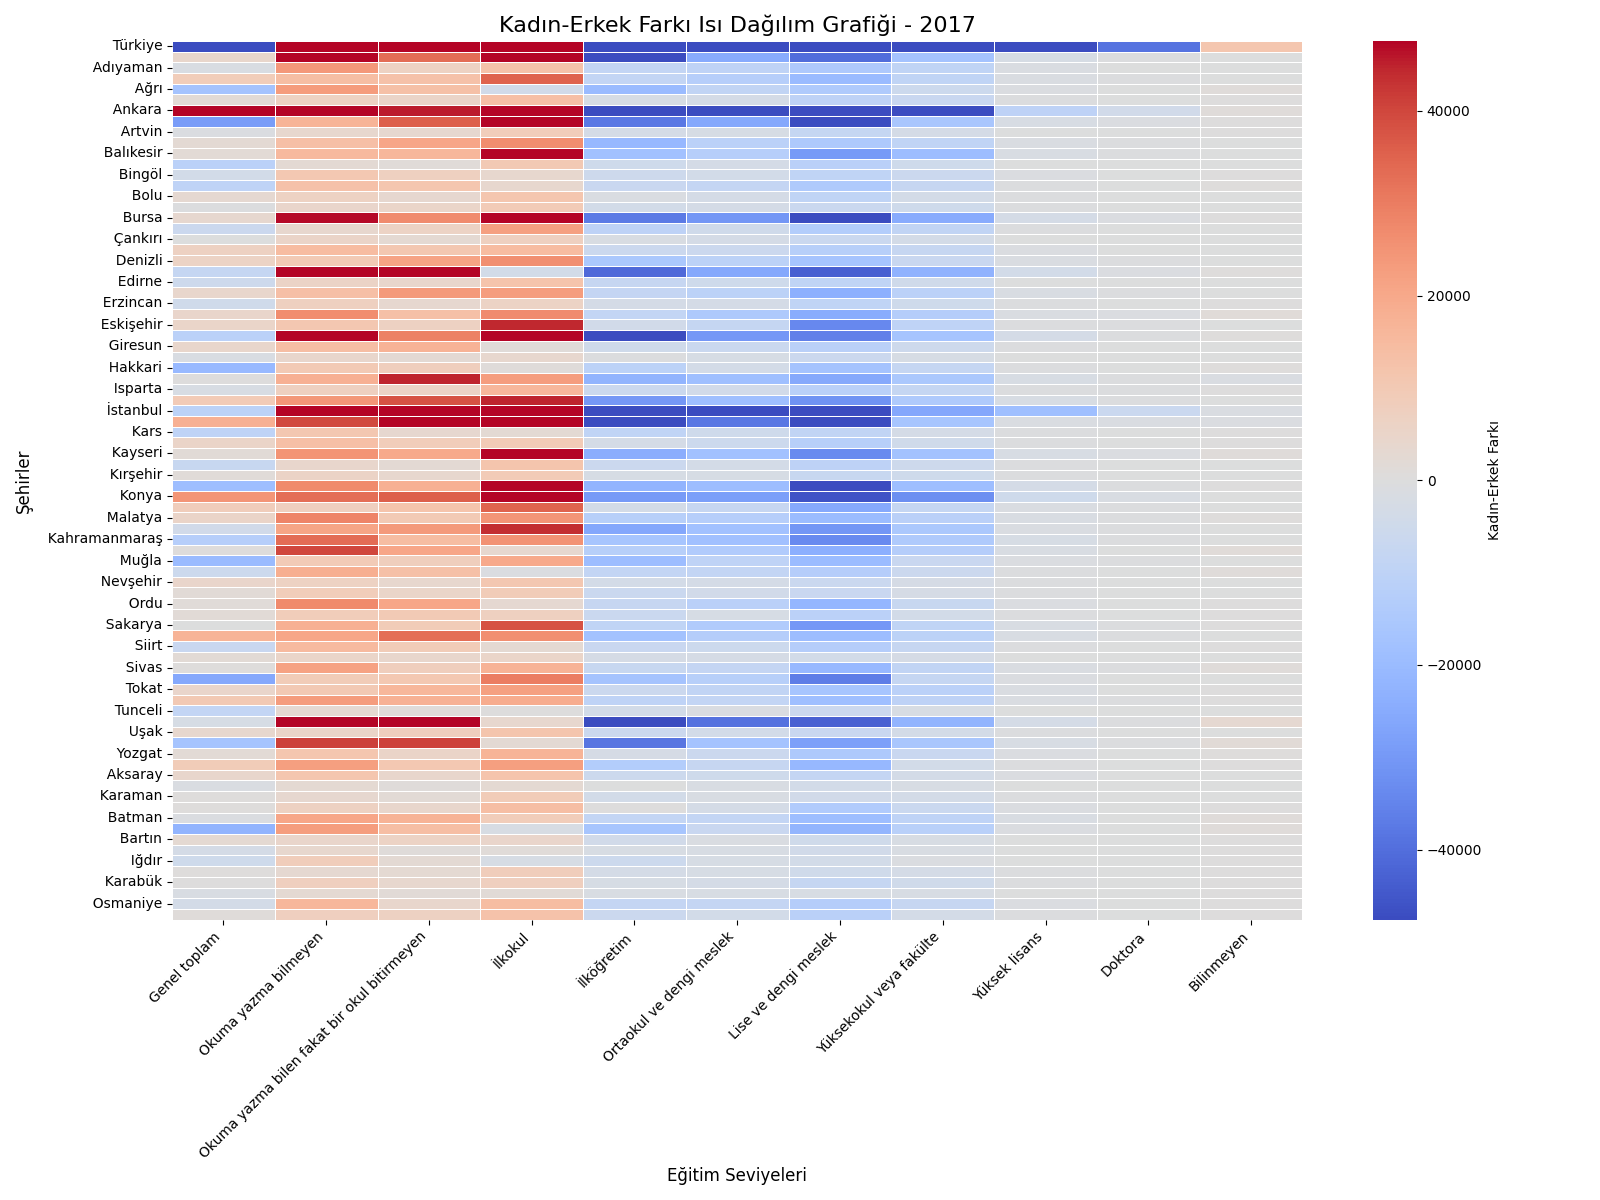 Kadın-Erkek Farkı Isı Dağılım Grafiği - 2017
Türkiye
Adıyaman
Ağrı
Ankara
Artvin
Balıkesir
Bingöl
Bolu
Bursa
Çankırı
Denizli
Edirne
Erzincan
Eskişehir
Giresun
Hakkari
Isparta
İstanbul
Kars
Kayseri
Kırşehir
Konya
Malatya
Kahramanmaraş
Muğla
Nevşehir
Ordu
Sakarya
Siirt
Sivas
Tokat
Tunceli
Uşak
Yozgat
Aksaray
Karaman
Batman
Bartın
Iğdır
Karabük
Osmaniye
Şehirler
Genel toplam
Okuma yazma bilmeyen
Okuma yazma bilen fakat bir okul bitirmeyen
İlkokul
İlköğretim
Ortaokul ve dengi meslek
Lise ve dengi meslek
Yüksekokul veya fakülte
Yüksek lisans
Doktora
Bilinmeyen
Eğitim Seviyeleri
40000
20000
0
−20000
−40000
Kadın-Erkek Farkı